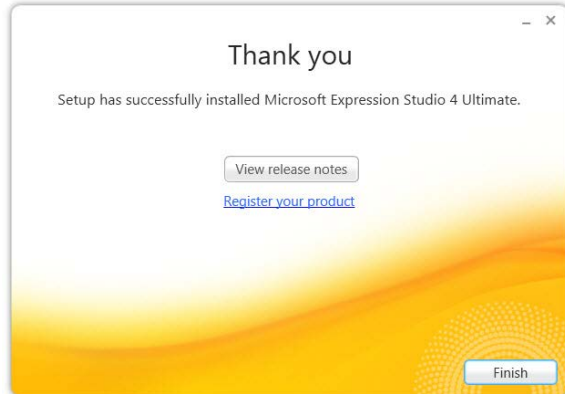 Thank you
Setup has successfully installed Microsoft Expression Studio 4 Ultimate.
View release notes
Register your product
Finish